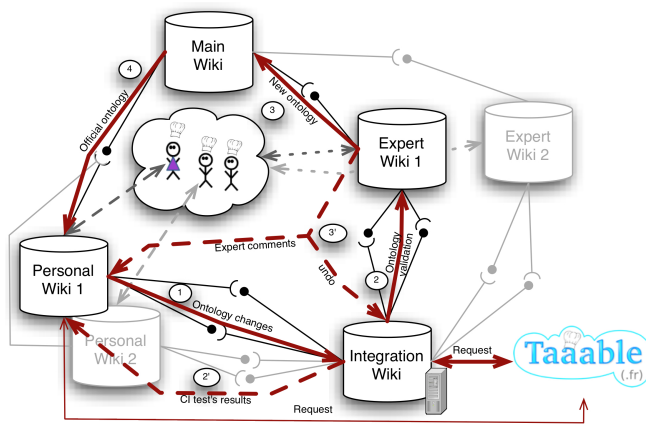 Main
Wiki
4
Official ontology
3
New ontology
Expert
Wiki 1
Expert
Wiki 2
3'
Expert comments
undo
2
Ontology
validation
Personal
Wiki 1
1
Ontology changes
Personal
Wiki 2
2'
CI test's results
Integration
Wiki
Request
Taaable
(.fr)
Request